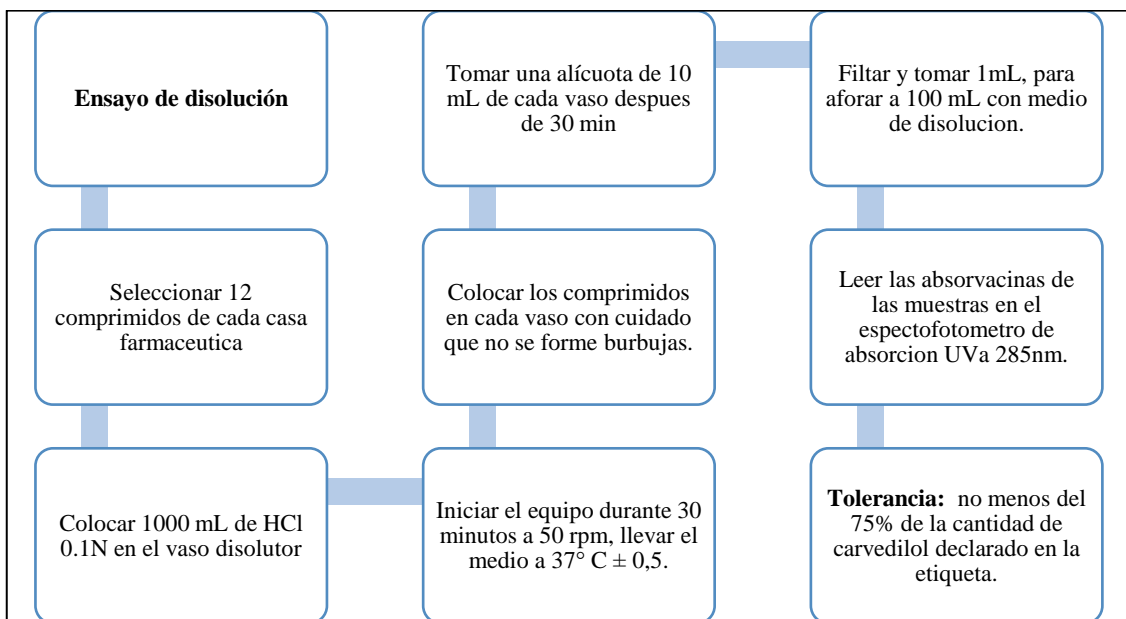 Ensayo de disolución
Seleccionar 12
comprimidos de cada casa
farmaceutica
Colocar 1000 mL de HCl
0.1N en el vaso disolutor
Iniciar el equipo durante 30
minutos a 50 rpm, llevar el
medio a 37° C ± 0,5.
Colocar los comprimidos
en cada vaso con cuidado
que no se forme burbujas.
Tomar una alícuota de 10
mL de cada vaso despues
de 30 min
Filtar y tomar 1mL, para
aforar a 100 mL con medio
de disolucion.
Leer las absorvacinas de
las muestras en el
espectofotometro de
absorcion UVa 285nm.
Tolerancia: no menos del
75% de la cantidad de
carvedilol declarado en la
etiqueta.